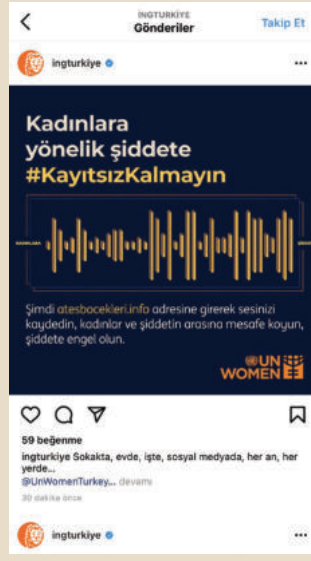 INGTURKİYE
Gönderiler
Takip Et
ingturkiye
Kadınlara
yönelik şiddete
#KayıtsızKalmayın
Şimdi atesbocekleri.info adresine girerek sesinizi
kaydedin, kadınlar ve şiddetin arasına mesafe koyun,
şiddete engel olun.
UN
WOMEN
59 beğenme
ingturkiye Sokakta, evde, işte, sosyal medyada, her an, her
yerde...
@UnWomenTurkey... devamı
30 dakika önce
ingturkiye